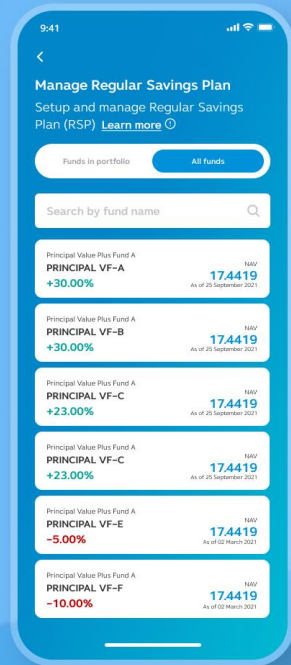 9:41
Manage Regular Savings Plan
Setup and manage Regular Savings
Plan (RSP) Learn more
Funds in portfolio All funds
Search by fund name
Principal Value Plus Fund A
PRINCIPAL VF-A
+30.00%
NAV
17.4419
As of 25 September 2021
Principal Value Plus Fund A
PRINCIPAL VF-B
+30.00%
NAV
17.4419
As of 25 September 2021
Principal Value Plus Fund A
PRINCIPAL VF-C
+23.00%
NAV
17.4419
As of 25 September 2021
Principal Value Plus Fund A
PRINCIPAL VF-C
+23.00%
NAV
17.4419
As of 25 September 2021
Principal Value Plus Fund A
PRINCIPAL VF-E
-5.00%
NAV
17.4419
As of 02 March 2021
Principal Value Plus Fund A
PRINCIPAL VF-F
-10.00%
NAV
17.4419
As of 02 March 2021